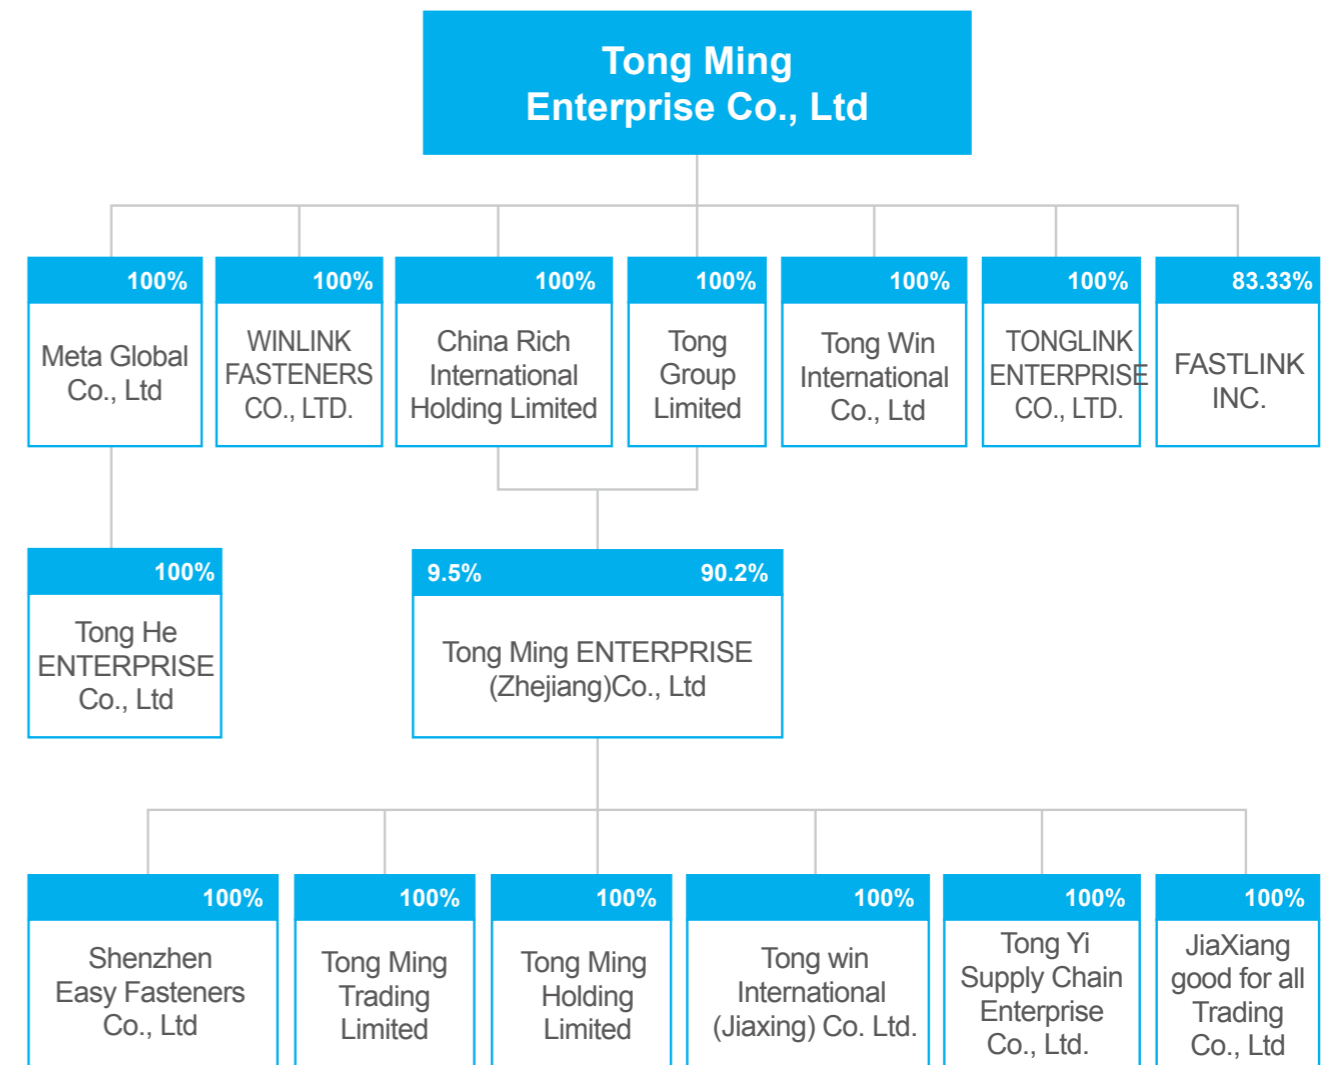 Tong Ming
Enterprise Co., Ltd
100%
Meta Global
Co., Ltd
100%
WINLINK
FASTENERS
CO., LTD.
100%
China Rich
International
Holding Limited
100%
Tong
Group
Limited
100%
Tong Win
International
Co., Ltd
100%
TONGLINK
ENTERPRISE
CO., LTD.
83.33%
FASTLINK
INC.
100%
Tong He
ENTERPRISE
Co., Ltd
9.5% 90.2%
Tong Ming ENTERPRISE
(Zhejiang)Co., Ltd
100%
Shenzhen
Easy Fasteners
Co., Ltd
100%
Tong Ming
Trading
Limited
100%
Tong Ming
Holding
Limited
100%
Tong win
International
(Jiaxing) Co. Ltd.
100%
Tong Yi
Supply Chain
Enterprise
Co., Ltd.
100%
JiaXiang
good for all
Trading
Co., Ltd